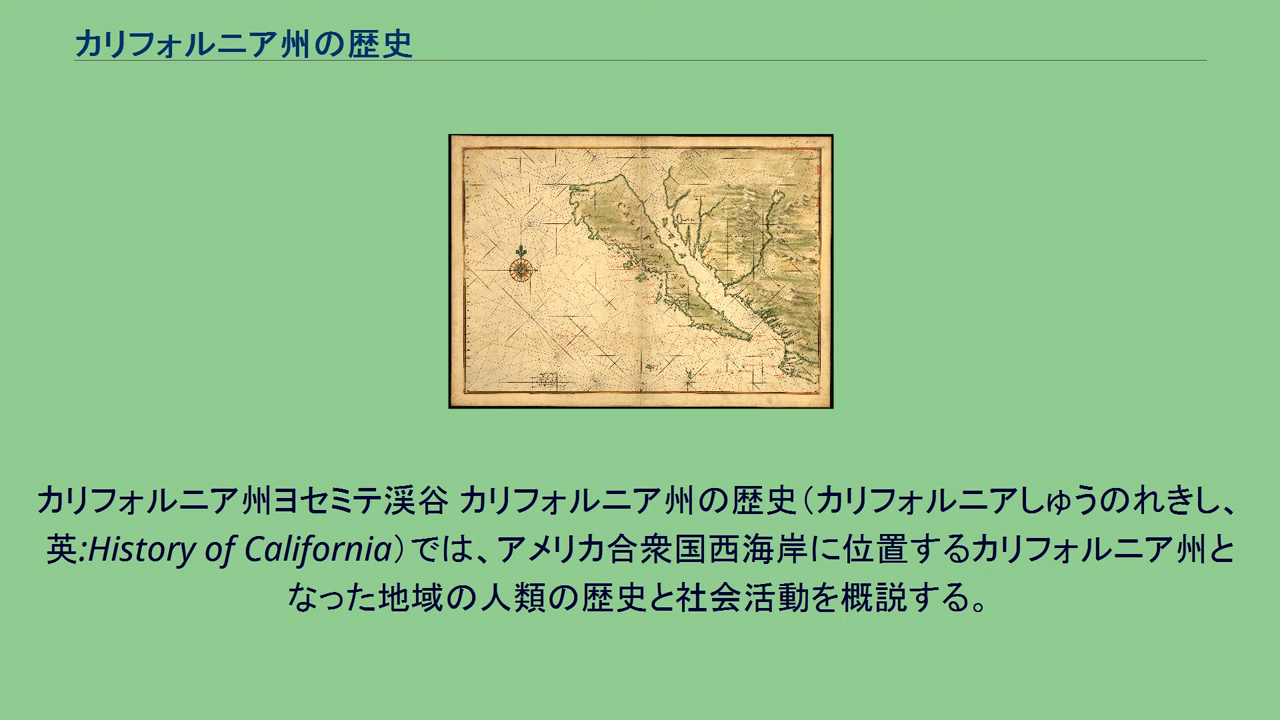 カリフォルニア州の歴史
カリフォルニア州ヨセミテ渓谷 カリフォルニア州の歴史（カリフォルニアしゅうのれきし、
英:History of California）では、アメリカ合衆国西海岸に位置するカリフォルニア州と
なった地域の人類の歴史と社会活動を概説する。